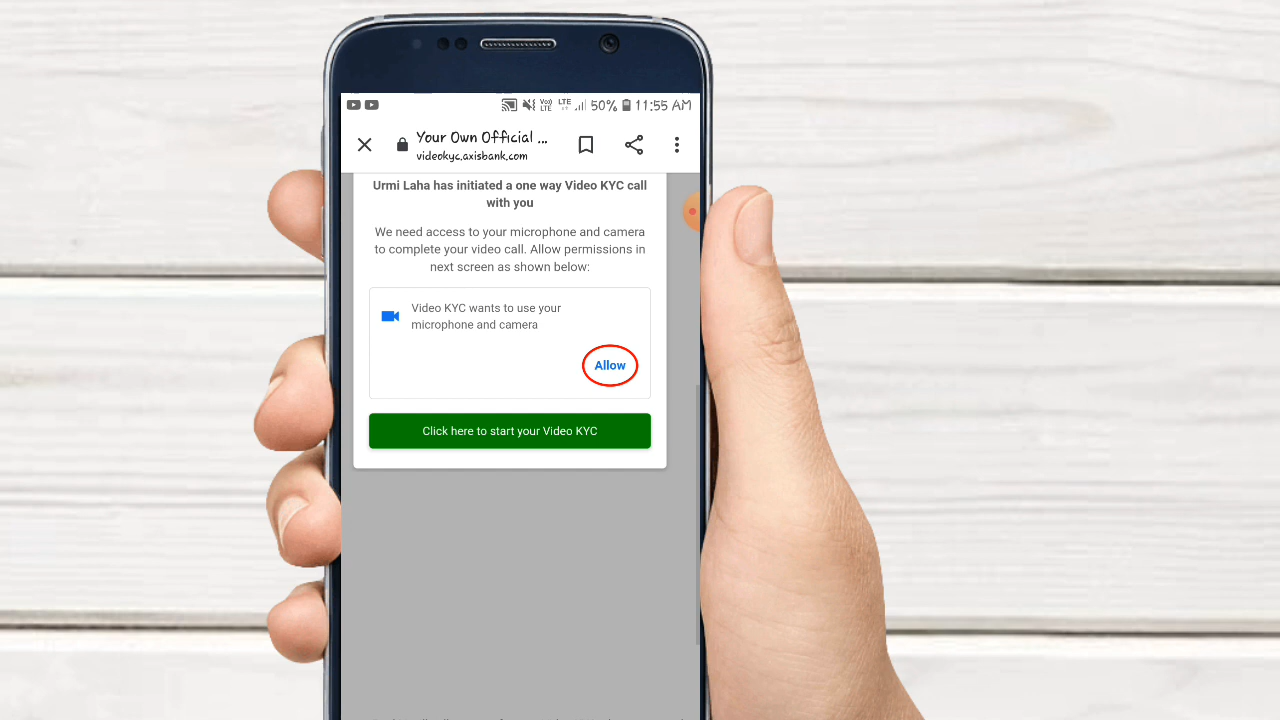 50% 11:55 AM
Your Own Official ...
videokyc.axisbank.com
Urmi Laha has initiated a one way Video KYC call
with you
We need access to your microphone and camera
to complete your video call. Allow permissions in
next screen as shown below:
Video KYC wants to use your
microphone and camera
Allow
Click here to start your Video KYC